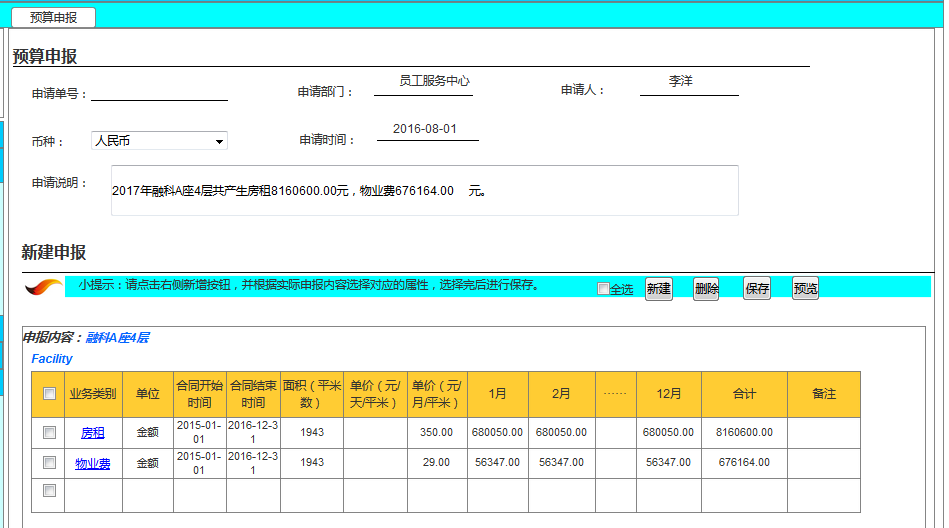 预算申报
预算申报
申请单号： 申请部门： 员工服务中心 申请人： 李洋
币种： 人民币 申请时间： 2016-08-01
申请说明： 2017年融科A座4层共产生房租8160600.00元，物业费676164.00 元。
新建申报
小提示：请点击右侧新增按钮，并根据实际申报内容选择对应的属性，选择完后进行保存。 全选 新建 删除 保存 预览
申报内容：融科A座4层
Facility
业务类别 单位 合同开始时间 合同结束时间 面积（平米数） 单价（元/天/平米） 单价（元/月/平米） 1月 2月 ...... 12月 合计 备注
房租 金额 2015-01-01 2016-12-31 1943 350.00 680050.00 680050.00 680050.00 8160600.00
物业费 金额 2015-01-01 2016-12-31 1943 29.00 56347.00 56347.00 56347.00 676164.00